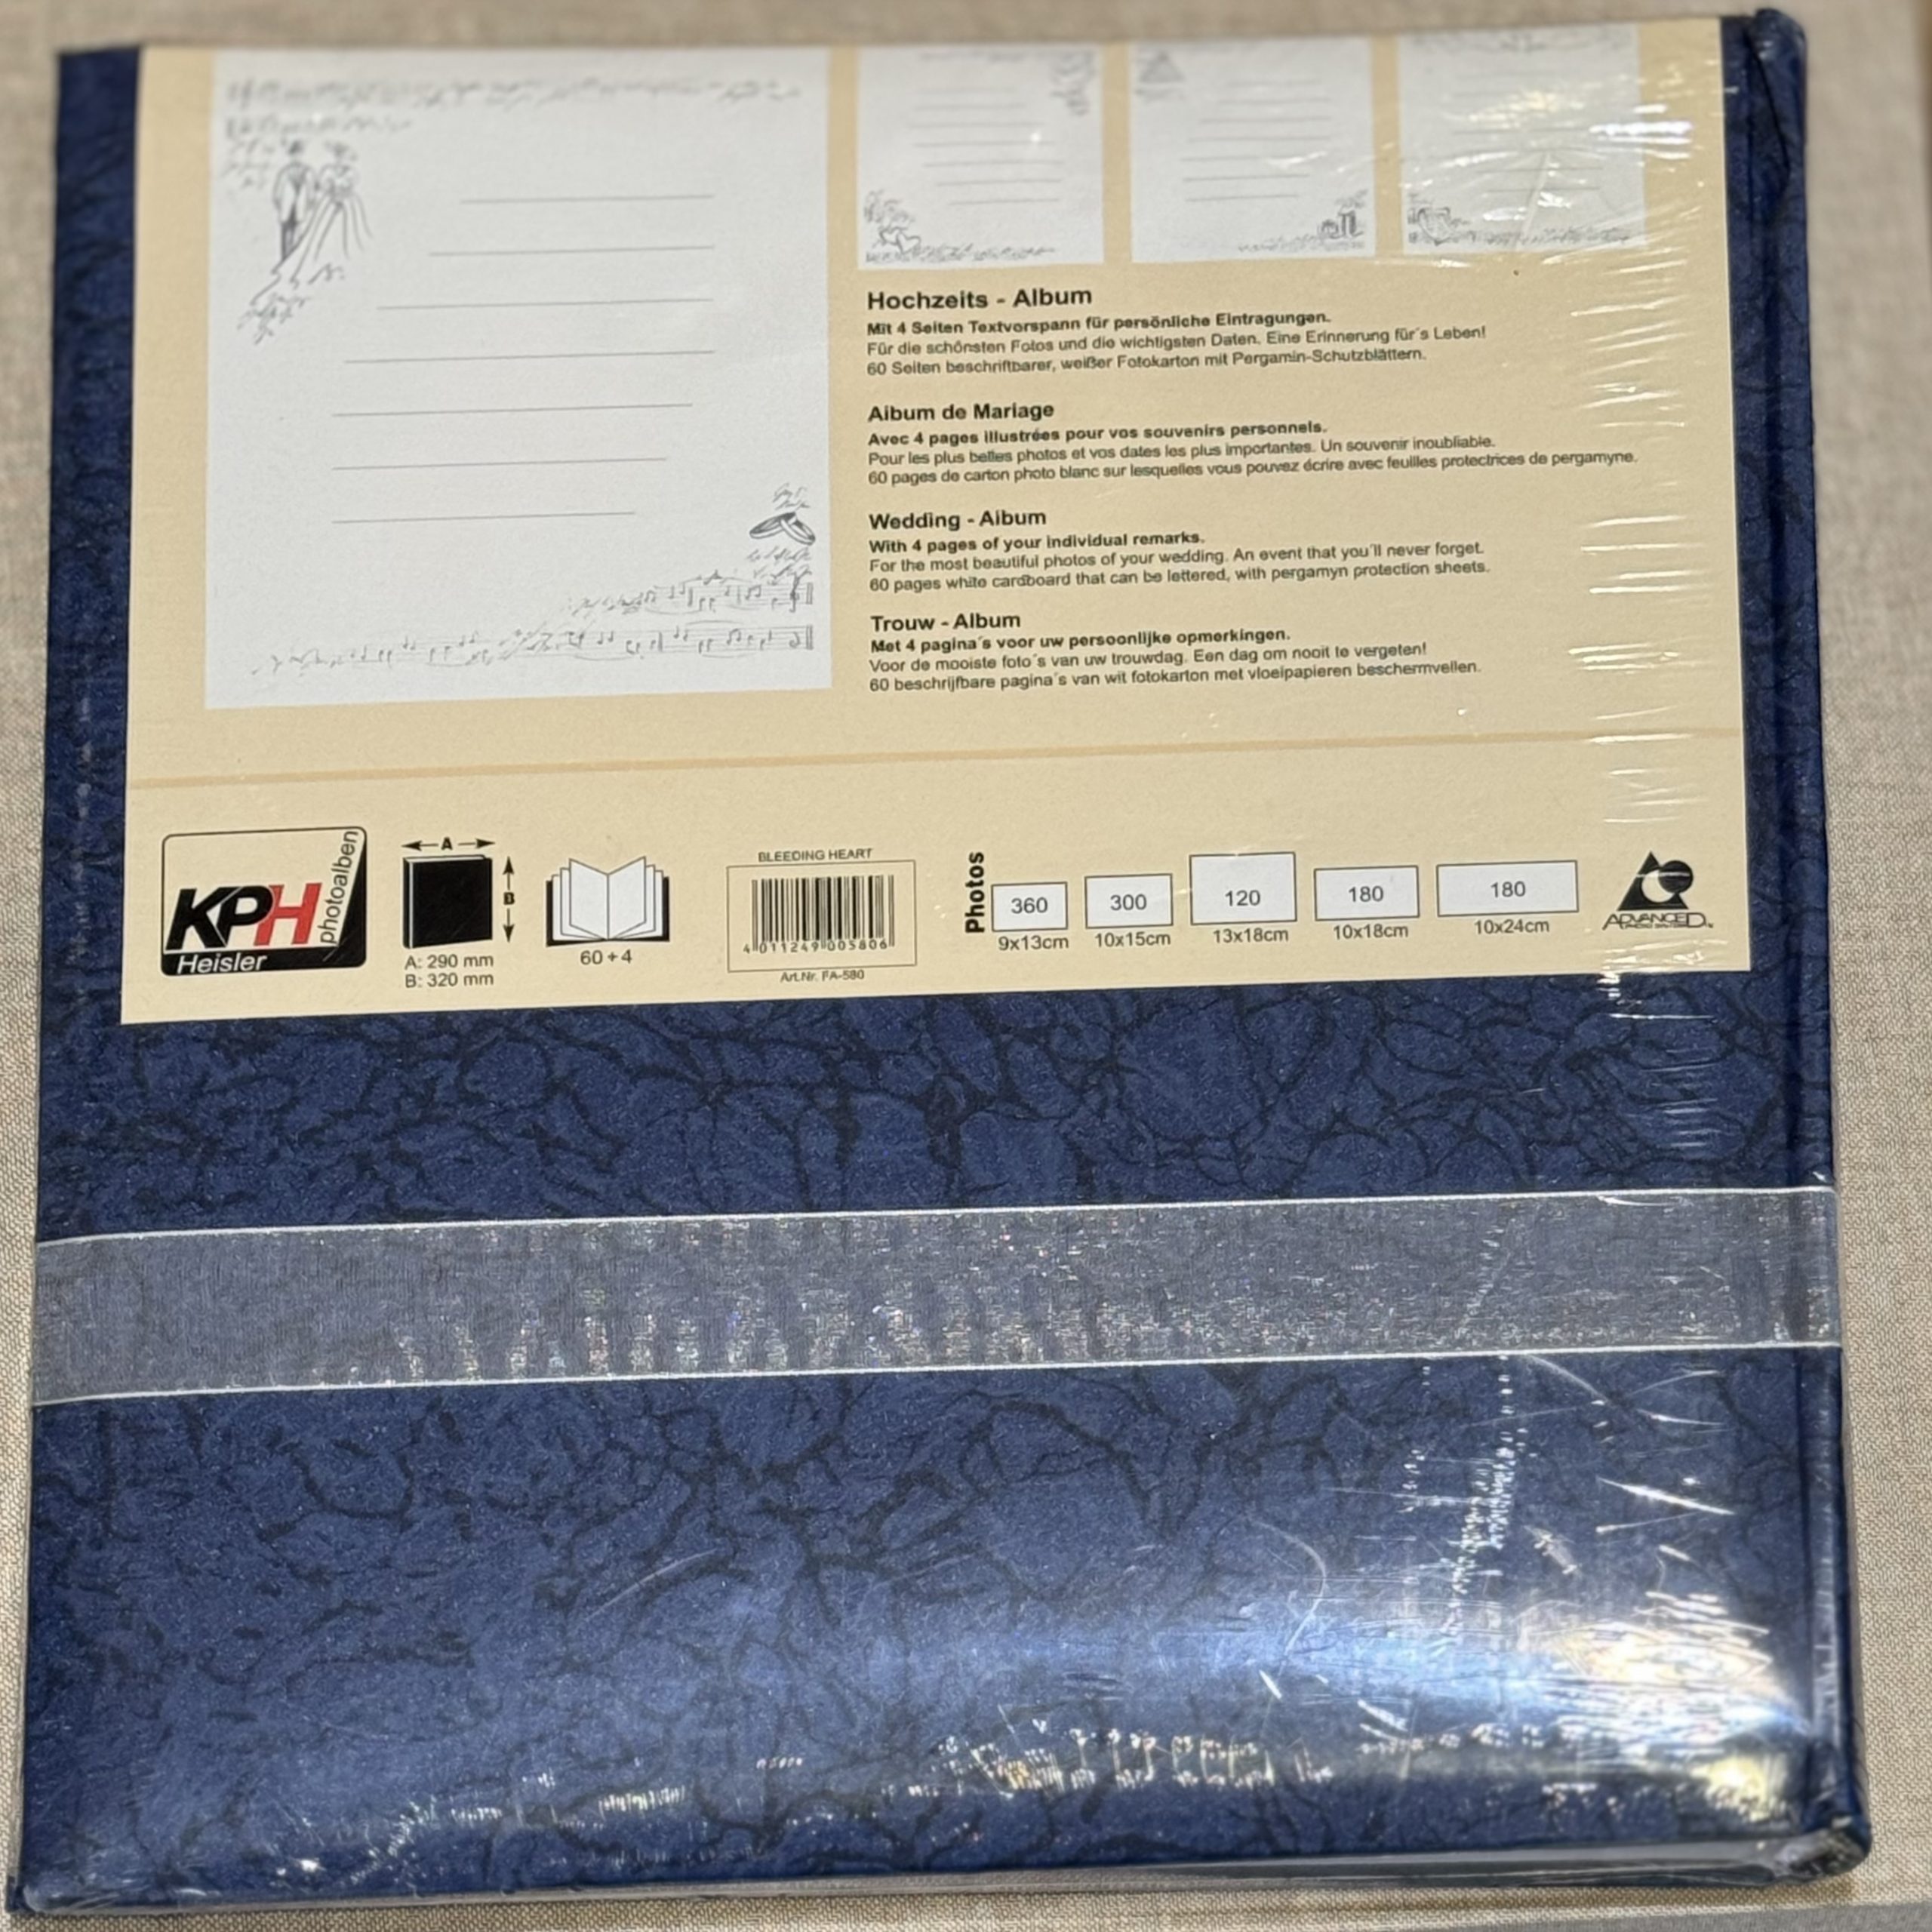 Hochzeits - Album
Mit 4 Seiten Textvorspann für persönliche Eintragungen.
Für die schönsten Fotos und die wichtigsten Daten. Eine Erinnerung für´s Leben!
60 Seiten beschriftbarer, weißer Fotokarton mit Pergamin-Schutzblättern.
Album de Mariage
Avec 4 pages illustrées pour vos souvenirs personnels.
Pour les plus belles photos et vos dates les plus importantes. Un souvenir inoubliable.
60 pages de carton photo blanc sur lesquelles vous pouvez écrire avec feuilles protectrices de pergamyne.
Wedding - Album
With 4 pages of your individual remarks.
For the most beautiful photos of your wedding. An event that you´ll never forget.
60 pages white cardboard that can be lettered, with pergamyn protection sheets.
Trouw - Album
Met 4 pagina´s voor uw persoonlijke opmerkingen.
Voor de mooiste foto´s van uw trouwdag. Een dag om nooit te vergeten!
60 beschrijfbare pagina´s van wit fotokarton met vloeipapieren beschermvellen.
KPH
photoalben
Heisler
A
B
A: 290 mm
B: 320 mm
60 + 4
BLEEDING HEART
4 011249 005806
Art.Nr. FA-580
Photos
360
9x13cm
300
10x15cm
120
13x18cm
180
10x18cm
180
10x24cm
ADVANCED